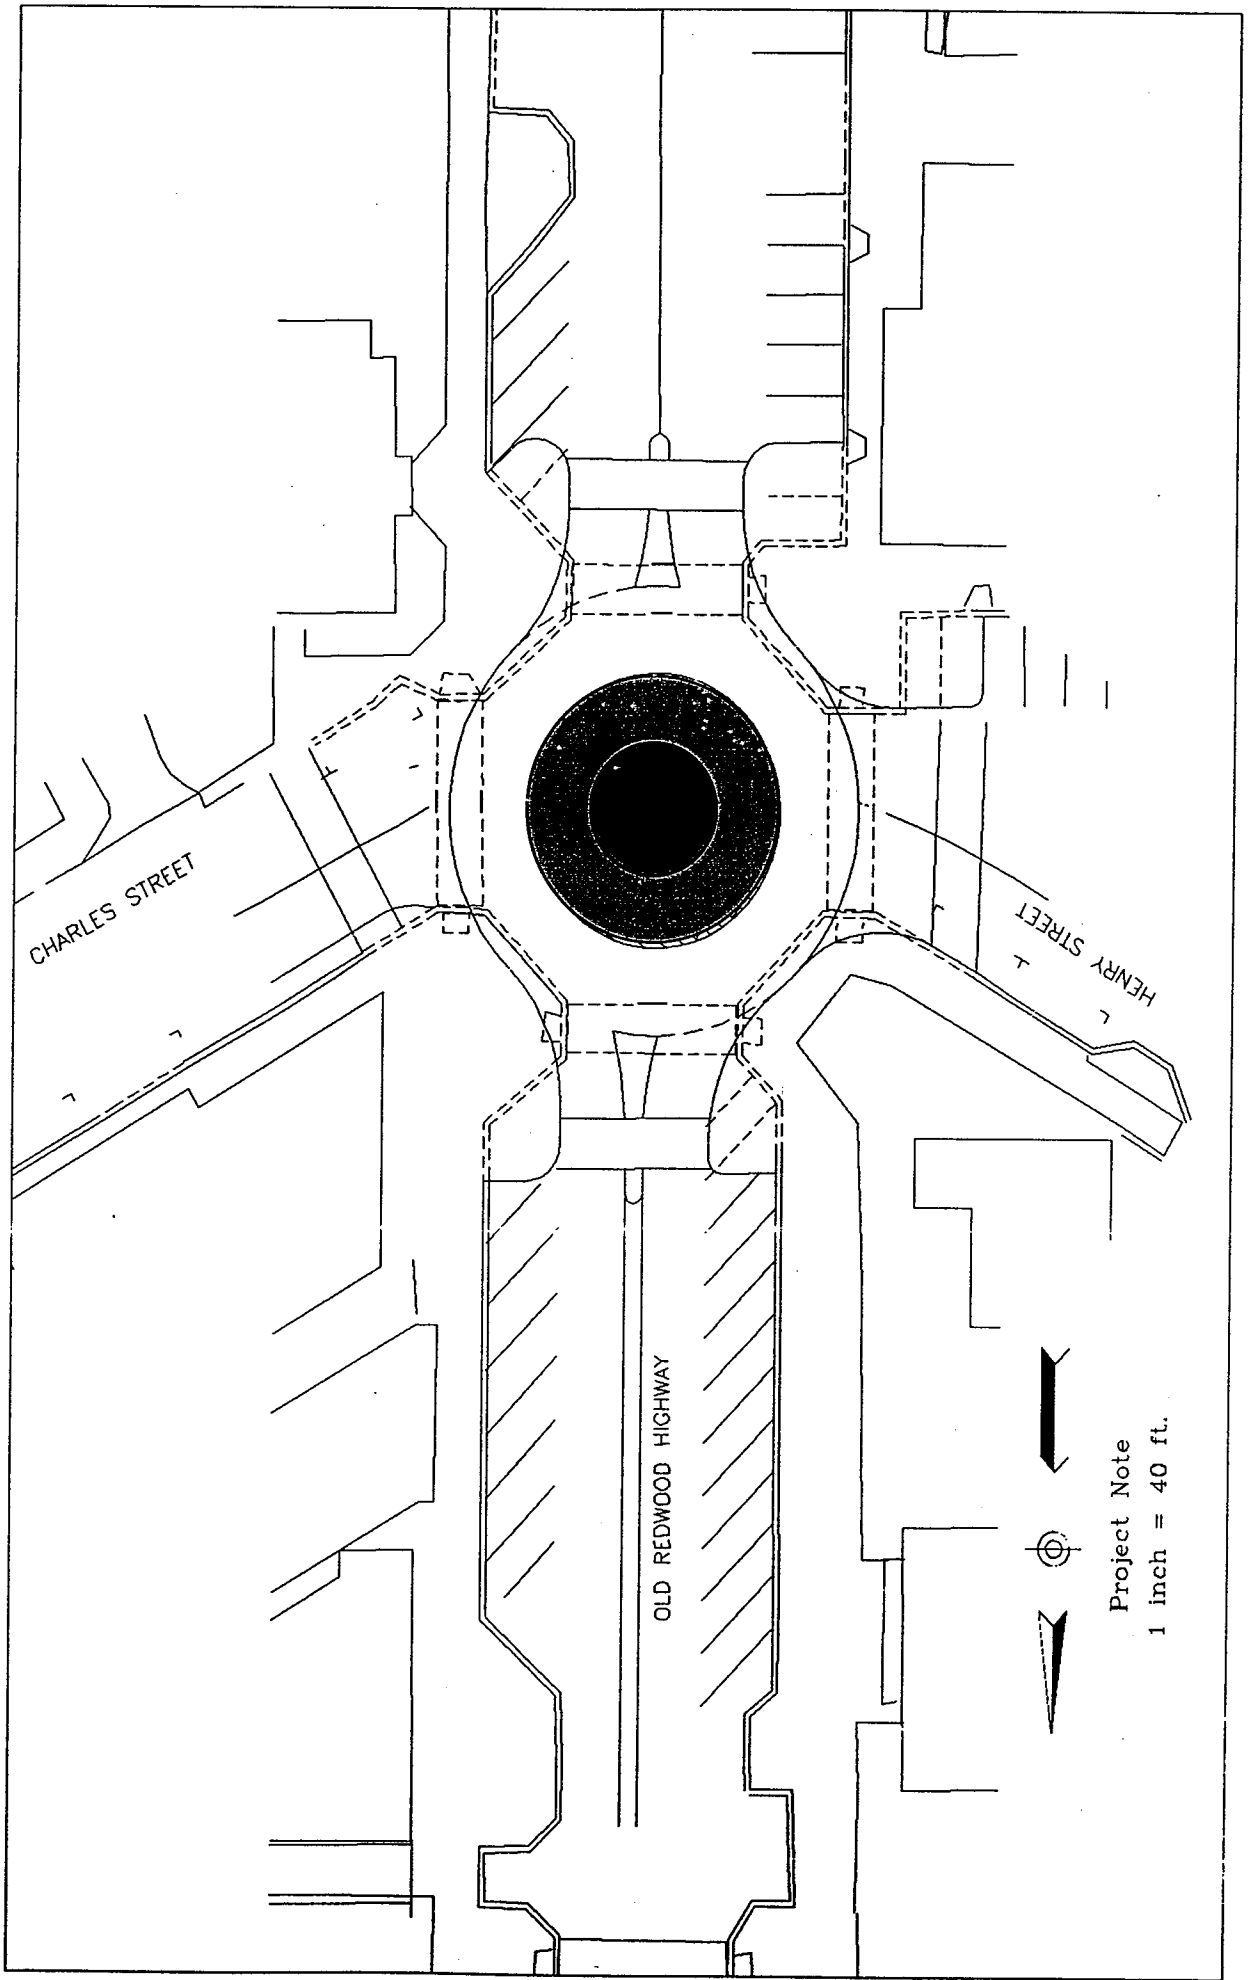 CHARLES STREET
HENRY STREET
OLD REDWOOD HIGHWAY
Project Note
1 inch = 40 ft.